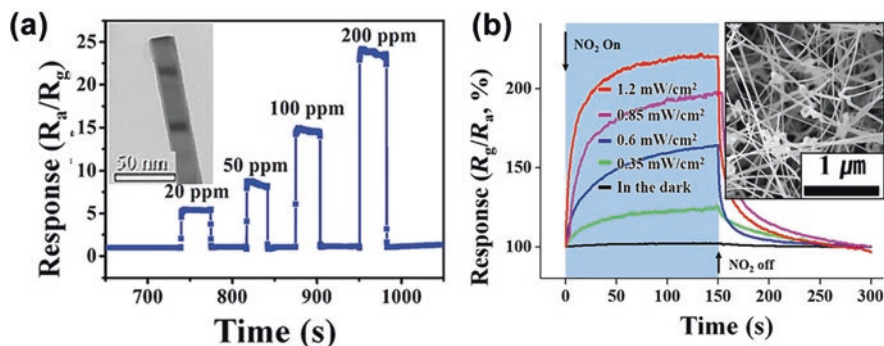 (a)
Response (Ra/Rg)
25
20
15
10
5
0
50 nm
20 ppm
50 ppm
100 ppm
200 ppm
700
800
900
1000
Time (s)
(b)
Response (Rg/Ra, %)
200
150
100
NO2 On
1.2 mW/cm2
0.85 mW/cm2
0.6 mW/cm2
0.35 mW/cm2
In the dark
1 μm
NO2 off
0
50
100
150
200
250
300
Time (s)